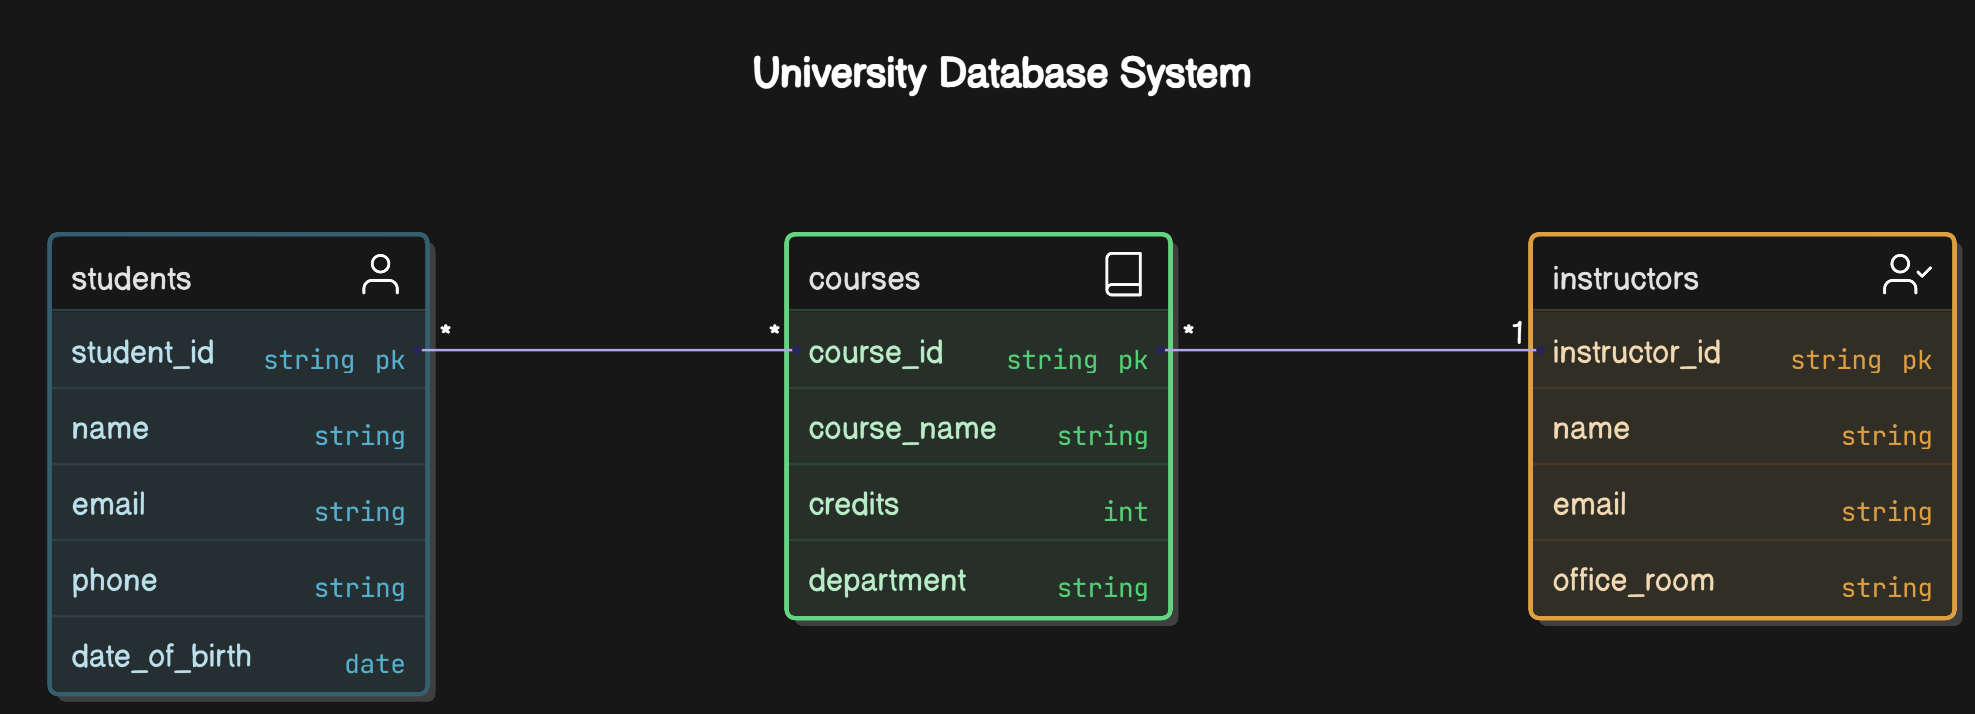 University Database System
students
student_id string pk
name string
email string
phone string
date_of_birth date
* *
courses
course_id string pk
course_name string
credits int
department string
* 1
instructors
instructor_id string pk
name string
email string
office_room string